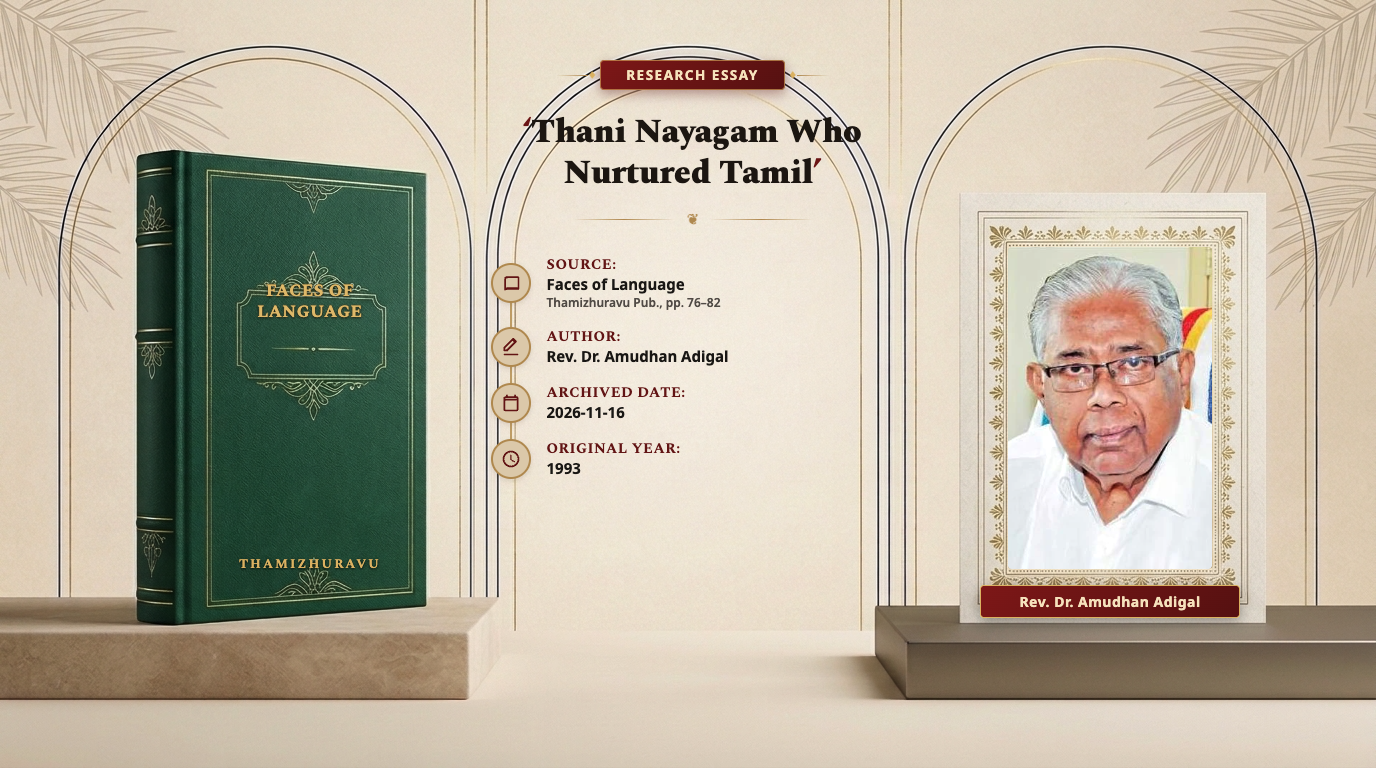 RESEARCH ESSAY
‘Thani Nayagam Who
Nurtured Tamil’
FACES OF
LANGUAGE
THAMIZHURAVU
SOURCE:
Faces of Language
Thamizhuravu Pub., pp. 76–82
AUTHOR:
Rev. Dr. Amudhan Adigal
ARCHIVED DATE:
2026-11-16
ORIGINAL YEAR:
1993
Rev. Dr. Amudhan Adigal